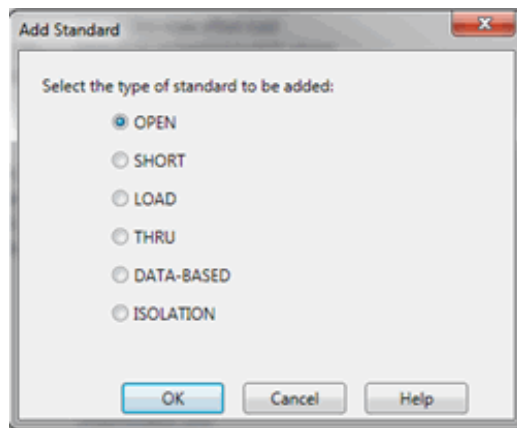 Add Standard
Select the type of standard to be added:
OPEN
SHORT
LOAD
THRU
DATA-BASED
ISOLATION
OK Cancel Help